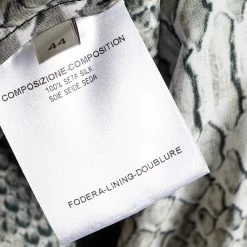 44
COMPOSIZIONE-COMPOSITION
100% SETA SILK
SOIE SEIDE SEDA
FODERA-LINING-DOUBLURE